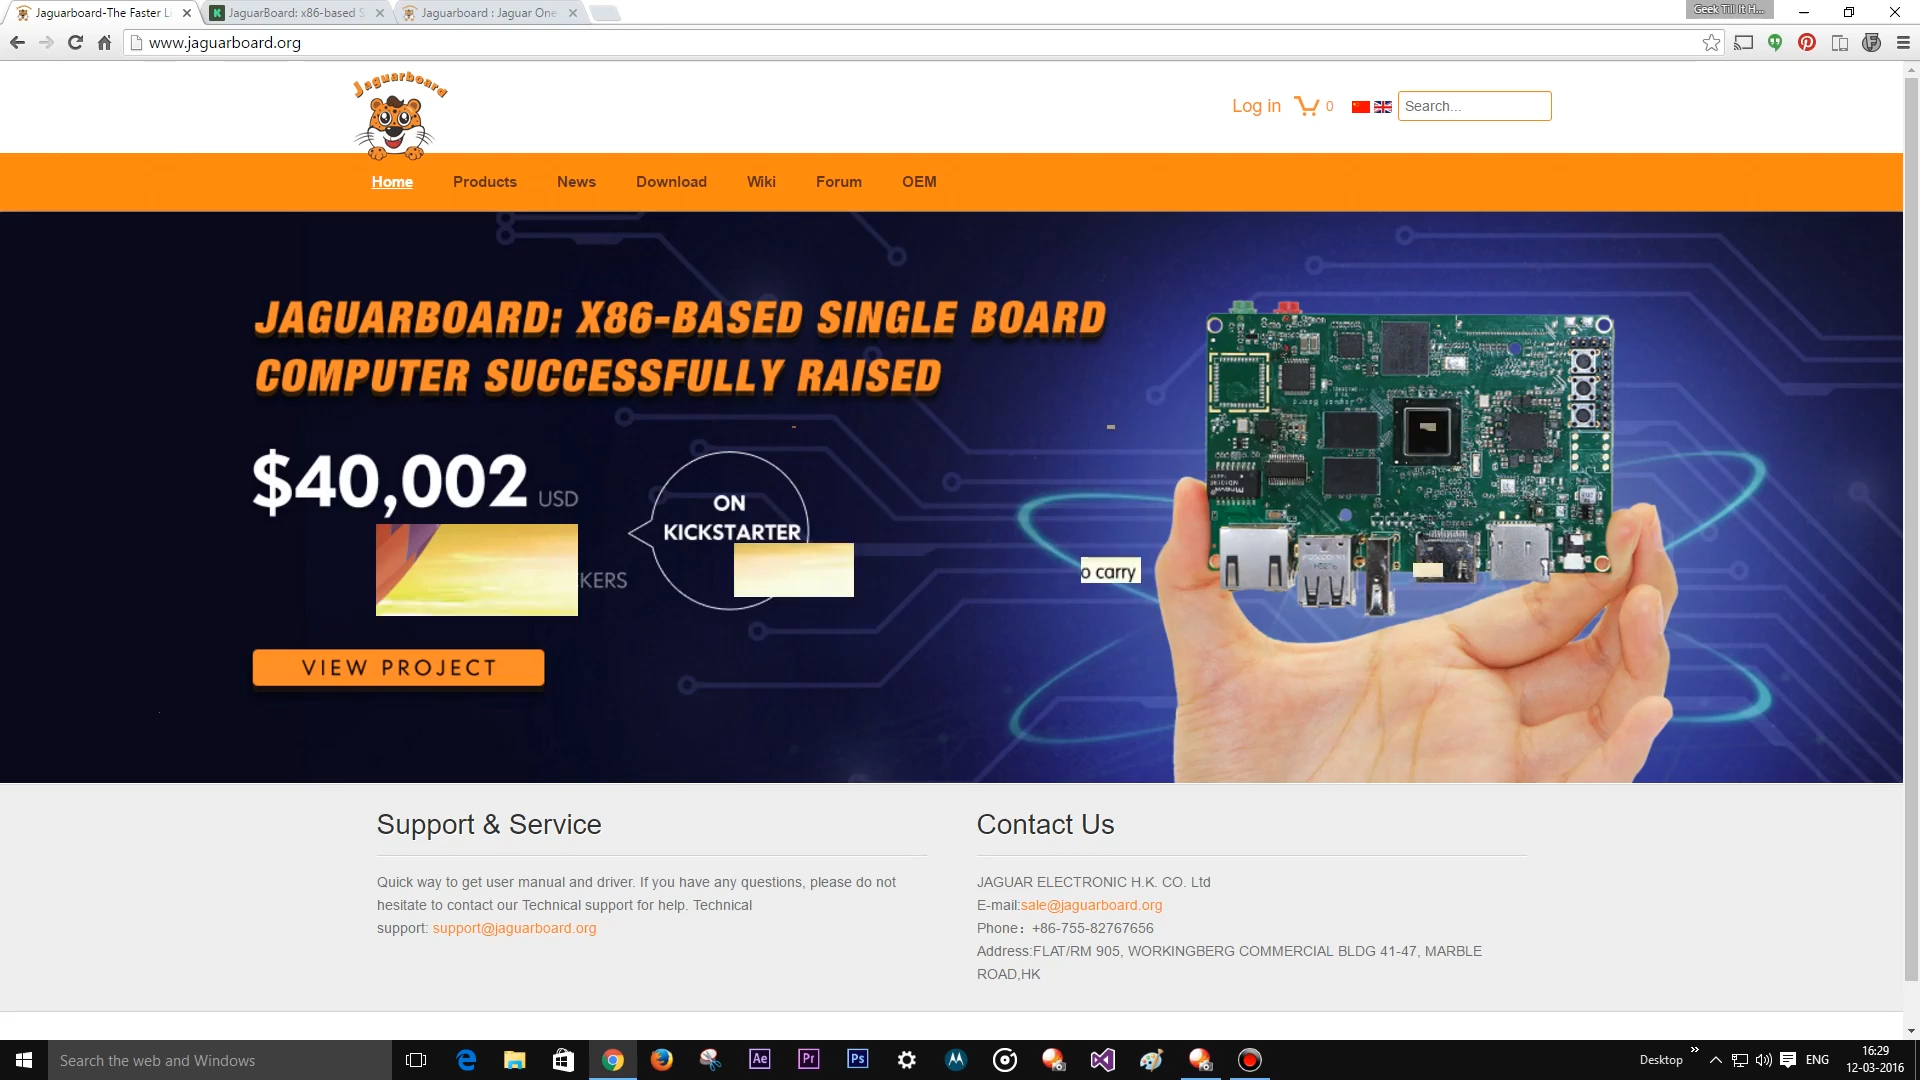 Jaguarboard-The Faster Li
JaguarBoard: x86-based S
Jaguarboard : Jaguar One
Geek Till It H...
www.jaguarboard.org
Jaguarboard
Log in
0
Search...
Home
Products
News
Download
Wiki
Forum
OEM
JAGUARBOARD: X86-BASED SINGLE BOARD
COMPUTER SUCCESSFULLY RAISED
$40,002 USD
ON
KICKSTARTER
KERS
o carry
VIEW PROJECT
Support & Service
Quick way to get user manual and driver. If you have any questions, please do not
hesitate to contact our Technical support for help. Technical
support: support@jaguarboard.org
Contact Us
JAGUAR ELECTRONIC H.K. CO. Ltd
E-mail:sale@jaguarboard.org
Phone：+86-755-82767656
Address:FLAT/RM 905, WORKINGBERG COMMERCIAL BLDG 41-47, MARBLE
ROAD,HK
Search the web and Windows
Ae
Pr
Ps
Desktop
ENG
16:29
12-03-2016